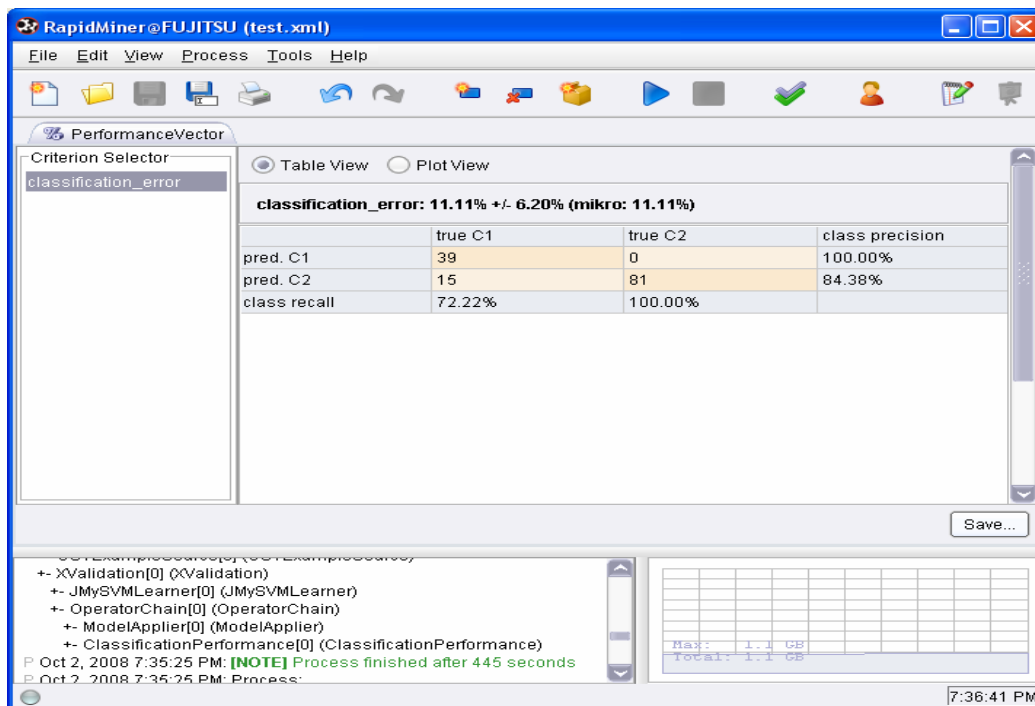 RapidMiner@FUJITSU (test.xml)
File Edit View Process Tools Help
PerformanceVector
Criterion Selector
classification_error
Table View Plot View
classification_error: 11.11% +/- 6.20% (mikro: 11.11%)
true C1 true C2 class precision
pred. C1 39 0 100.00%
pred. C2 15 81 84.38%
class recall 72.22% 100.00%
Save...
+- XValidation[0] (XValidation)
+- JMySVMLearner[0] (JMySVMLearner)
+- OperatorChain[0] (OperatorChain)
+- ModelApplier[0] (ModelApplier)
+- ClassificationPerformance[0] (ClassificationPerformance)
P Oct 2, 2008 7:35:25 PM: [NOTE] Process finished after 445 seconds
P Oct 2, 2008 7:35:25 PM: Process:
Max: 1.1 GB
Total: 1.1 GB
7:36:41 PM